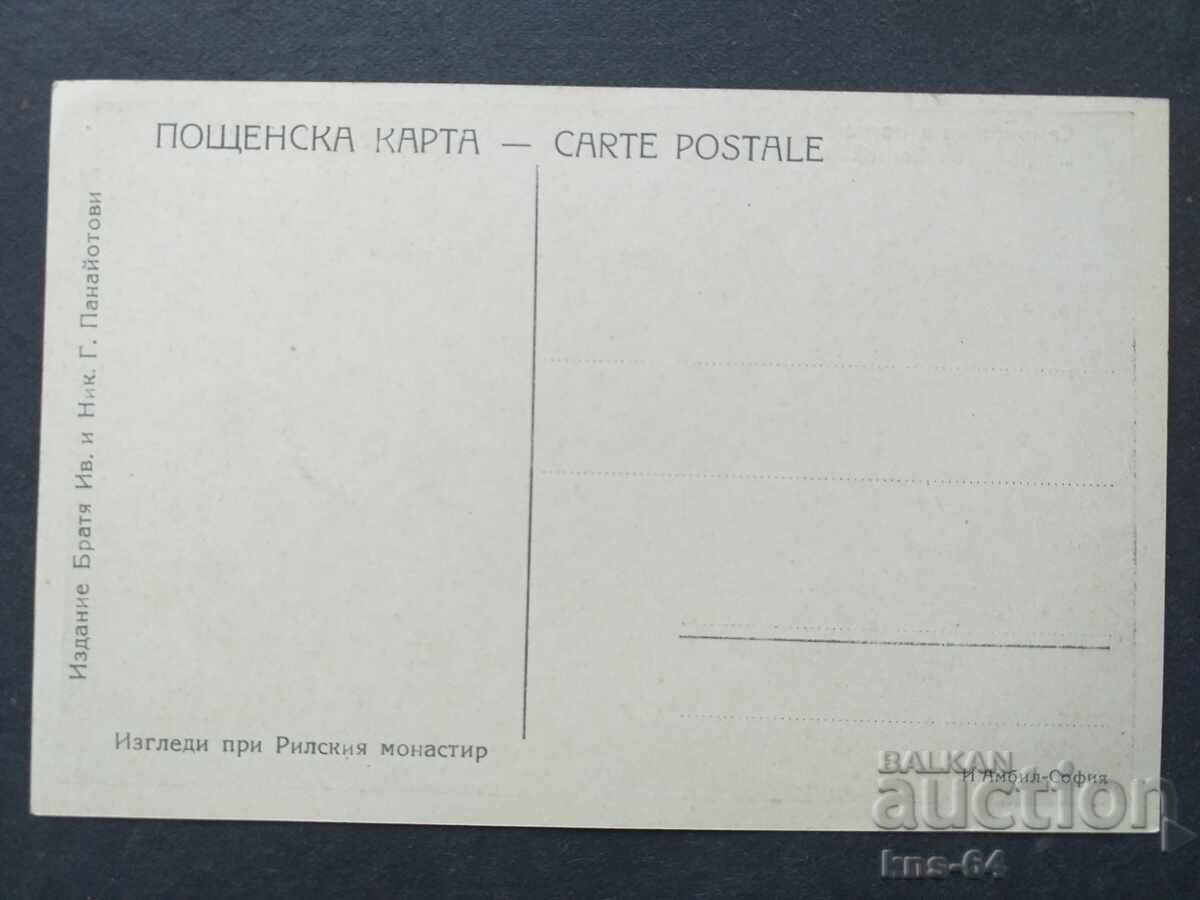 ПОЩЕНСКА КАРТА — CARTE POSTALE
Издание Братя Ив. и Ник. Г. Панайотови
Изгледи при Рилския монастир
И Амбил-София
BALKAN
auction
kns-64